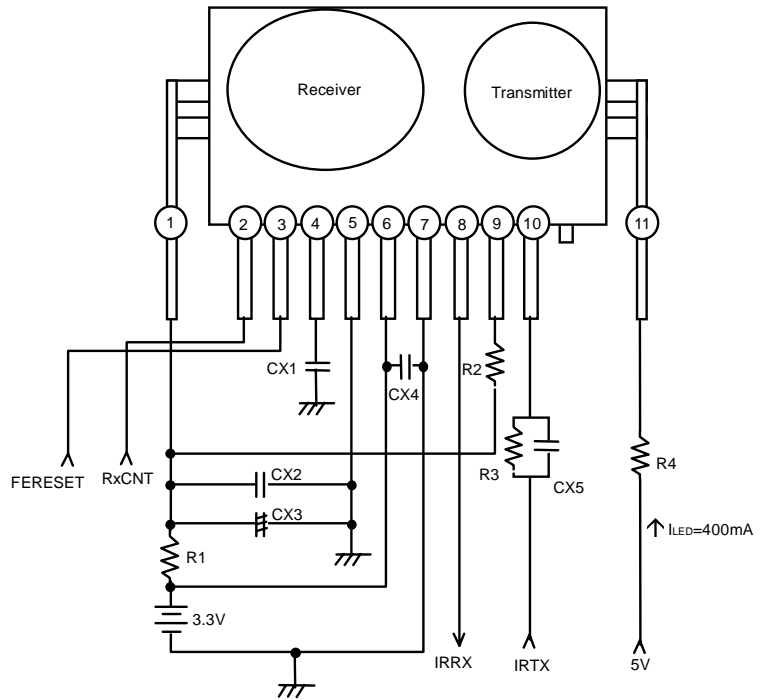 Receiver
Transmitter
1
2
3
4
5
6
7
8
9
10
11
CX1
CX4
R2
R3
CX5
R4
FERESET
RxCNT
CX2
CX3
R1
ILED=400mA
3.3V
IRRX
IRTX
5V